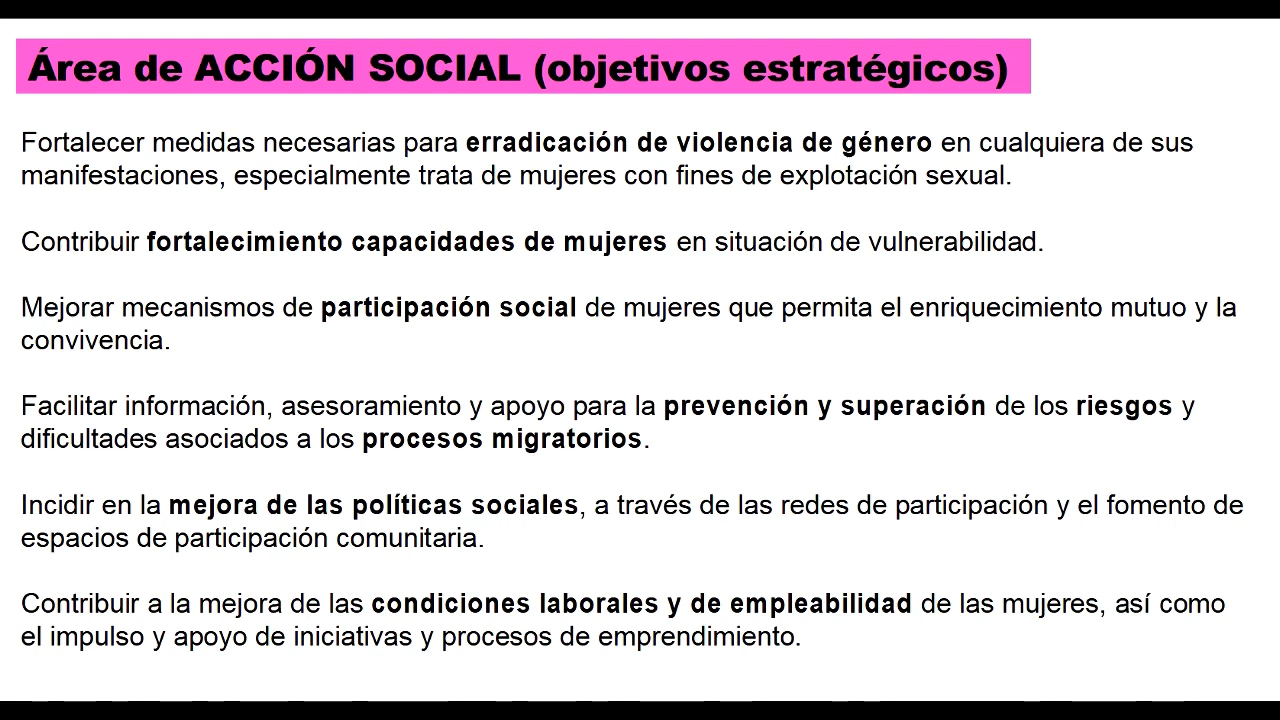 Área de ACCIÓN SOCIAL (objetivos estratégicos)
Fortalecer medidas necesarias para erradicación de violencia de género en cualquiera de sus
manifestaciones, especialmente trata de mujeres con fines de explotación sexual.
Contribuir fortalecimiento capacidades de mujeres en situación de vulnerabilidad.
Mejorar mecanismos de participación social de mujeres que permita el enriquecimiento mutuo y la
convivencia.
Facilitar información, asesoramiento y apoyo para la prevención y superación de los riesgos y
dificultades asociados a los procesos migratorios.
Incidir en la mejora de las políticas sociales, a través de las redes de participación y el fomento de
espacios de participación comunitaria.
Contribuir a la mejora de las condiciones laborales y de empleabilidad de las mujeres, así como
el impulso y apoyo de iniciativas y procesos de emprendimiento.